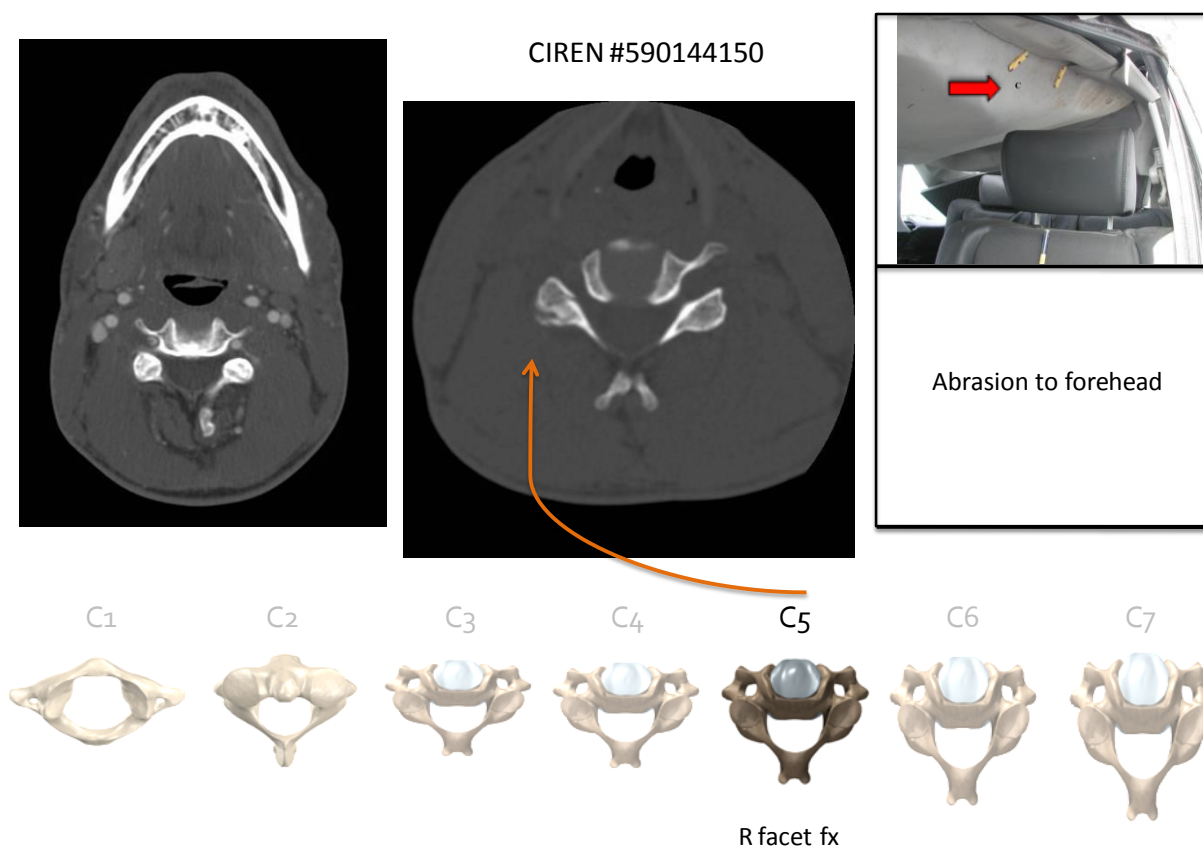 CIREN #590144150
c
Abrasion to forehead
C1
C2
C3
C4
C5
C6
C7
R facet fx